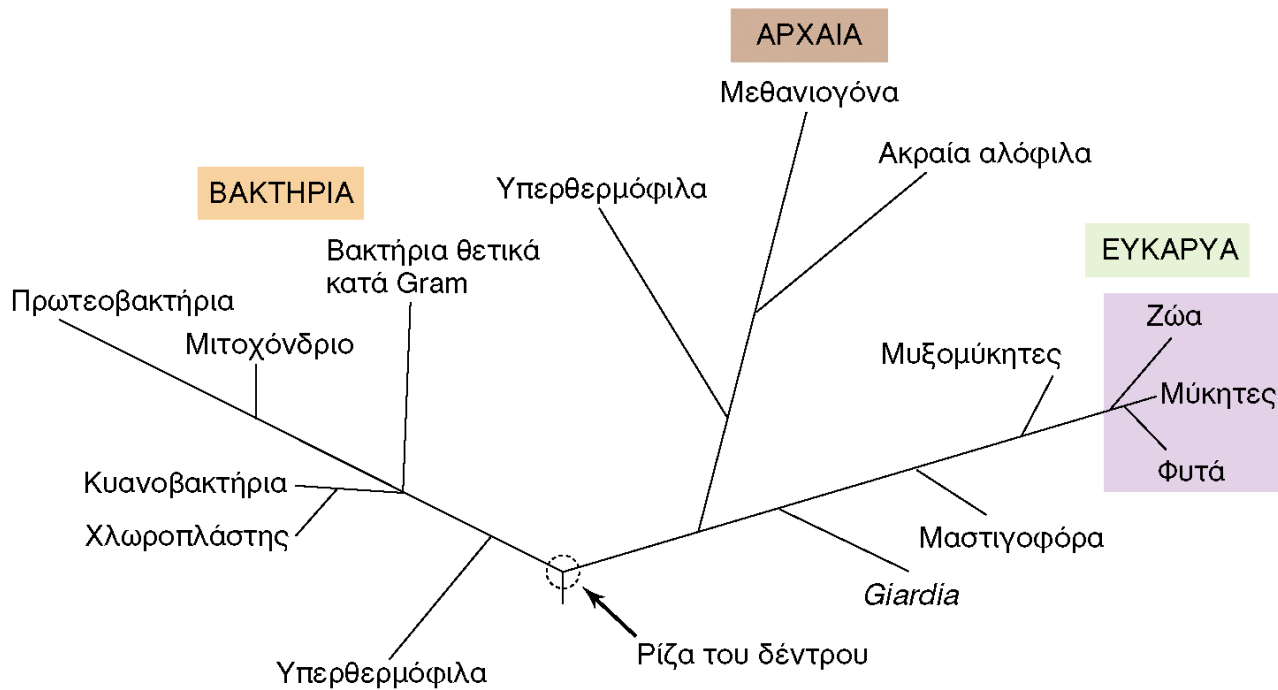 ΑΡΧΑΙΑ
Μεθανιογόνα
Ακραία αλόφιλα
Υπερθερμόφιλα
ΒΑΚΤΗΡΙΑ
Βακτήρια θετικά
κατά Gram
ΕΥΚΑΡΥΑ
Πρωτεοβακτήρια
Μιτοχόνδριο
Ζώα
Μυξομύκητες
Μύκητες
Φυτά
Κυανοβακτήρια
Χλωροπλάστης
Μαστιγοφόρα
Giardia
Ρίζα του δέντρου
Υπερθερμόφιλα